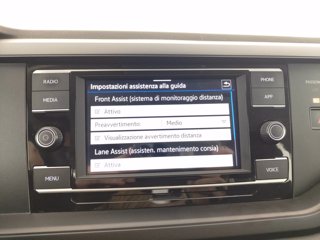 RADIO
MEDIA
MENU
Impostazioni assistenza alla guida
Front Assist (sistema di monitoraggio distanza)
Attivo
Preavvertimento: Medio
Visualizzazione avvertimento distanza
Lane Assist (assisten. mantenimento corsia)
Attiva
PHONE
APP
VOICE